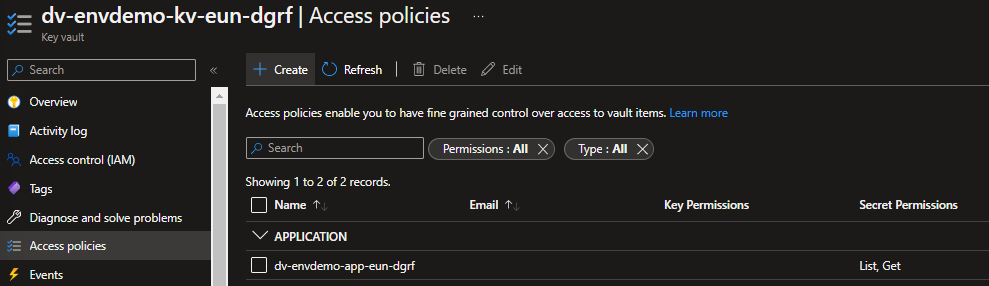 dv-envdemo-kv-eun-dgrf | Access policies ...
Key vault
Search «
Overview
Activity log
Access control (IAM)
Tags
Diagnose and solve problems
Access policies
Events
Create Refresh Delete Edit
Access policies enable you to have fine grained control over access to vault items. Learn more
Search Permissions : All Type : All
Showing 1 to 2 of 2 records.
Name Email Key Permissions Secret Permissions
APPLICATION
dv-envdemo-app-eun-dgrf List, Get